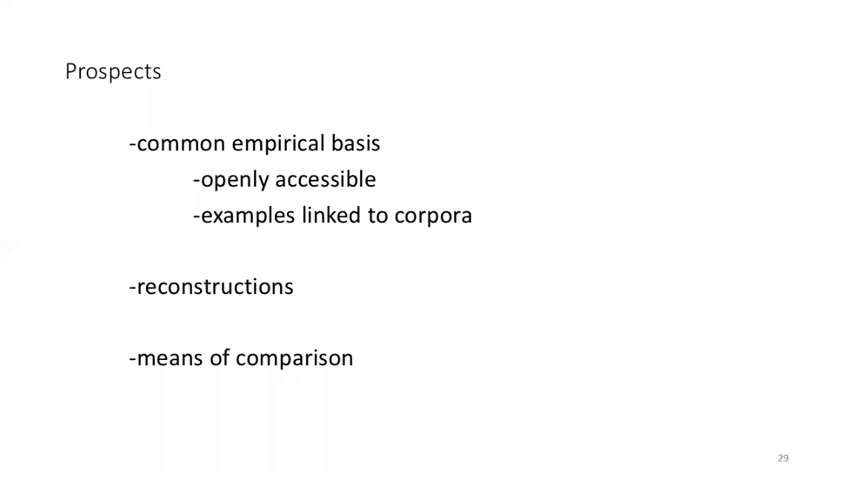 Prospects
-common empirical basis
-openly accessible
-examples linked to corpora
-reconstructions
-means of comparison
29